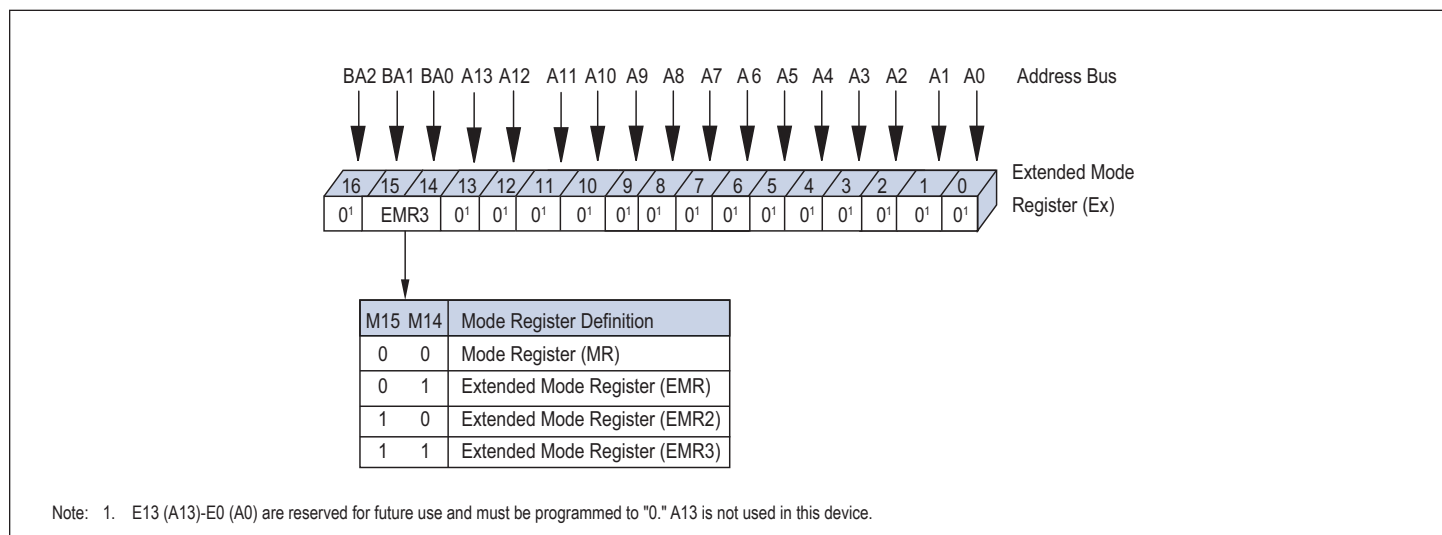 BA2 BA1 BA0 A13 A12 A11 A10 A9 A8 A7 A6 A5 A4 A3 A2 A1 A0 Address Bus
16 15 14 13 12 11 10 9 8 7 6 5 4 3 2 1 0 Extended Mode
0¹ EMR3 0¹ 0¹ 0¹ 0¹ 0¹ 0¹ 0¹ 0¹ 0¹ 0¹ 0¹ 0¹ 0¹ 0¹ Register (Ex)
M15 M14 Mode Register Definition
0 0 Mode Register (MR)
0 1 Extended Mode Register (EMR)
1 0 Extended Mode Register (EMR2)
1 1 Extended Mode Register (EMR3)
Note: 1. E13 (A13)-E0 (A0) are reserved for future use and must be programmed to "0." A13 is not used in this device.